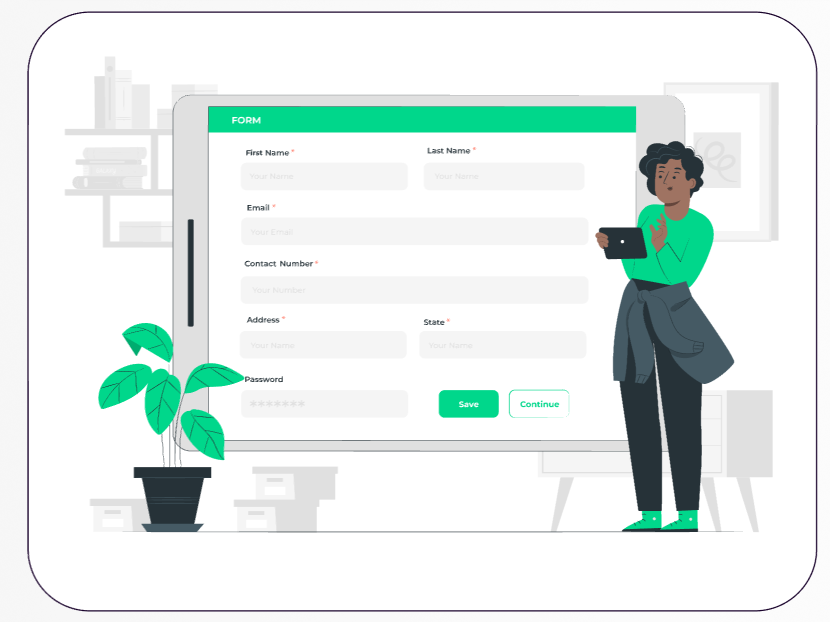 FORM
First Name * Last Name *
Your Name Your Name
Email *
Your Email
Contact Number *
Your Number
Address * State *
Your Name Your Name
Password
*******
Save Continue